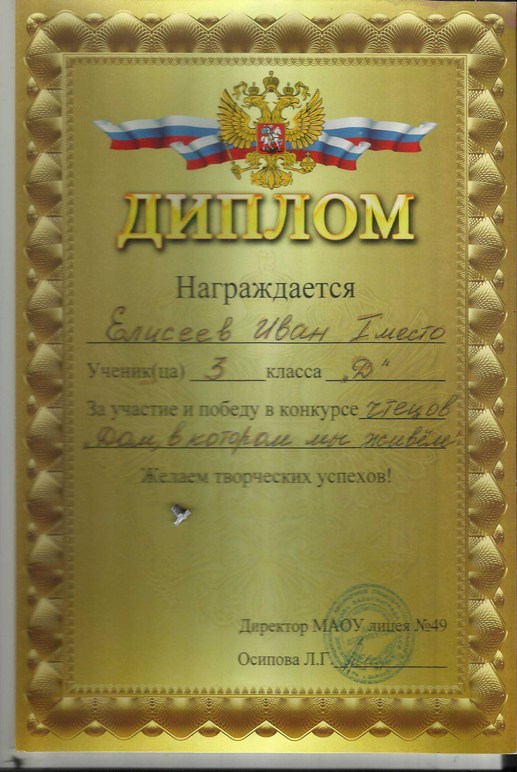 ДИПЛОМ
Награждается
Елисеев Иван I место
Ученик(ца) 3 класса „Д"
За участие и победу в конкурсе чтецов
„Дом, в котором мы живём"
Желаем творческих успехов!
Директор МАОУ лицея №49
Осипова Л.Г.